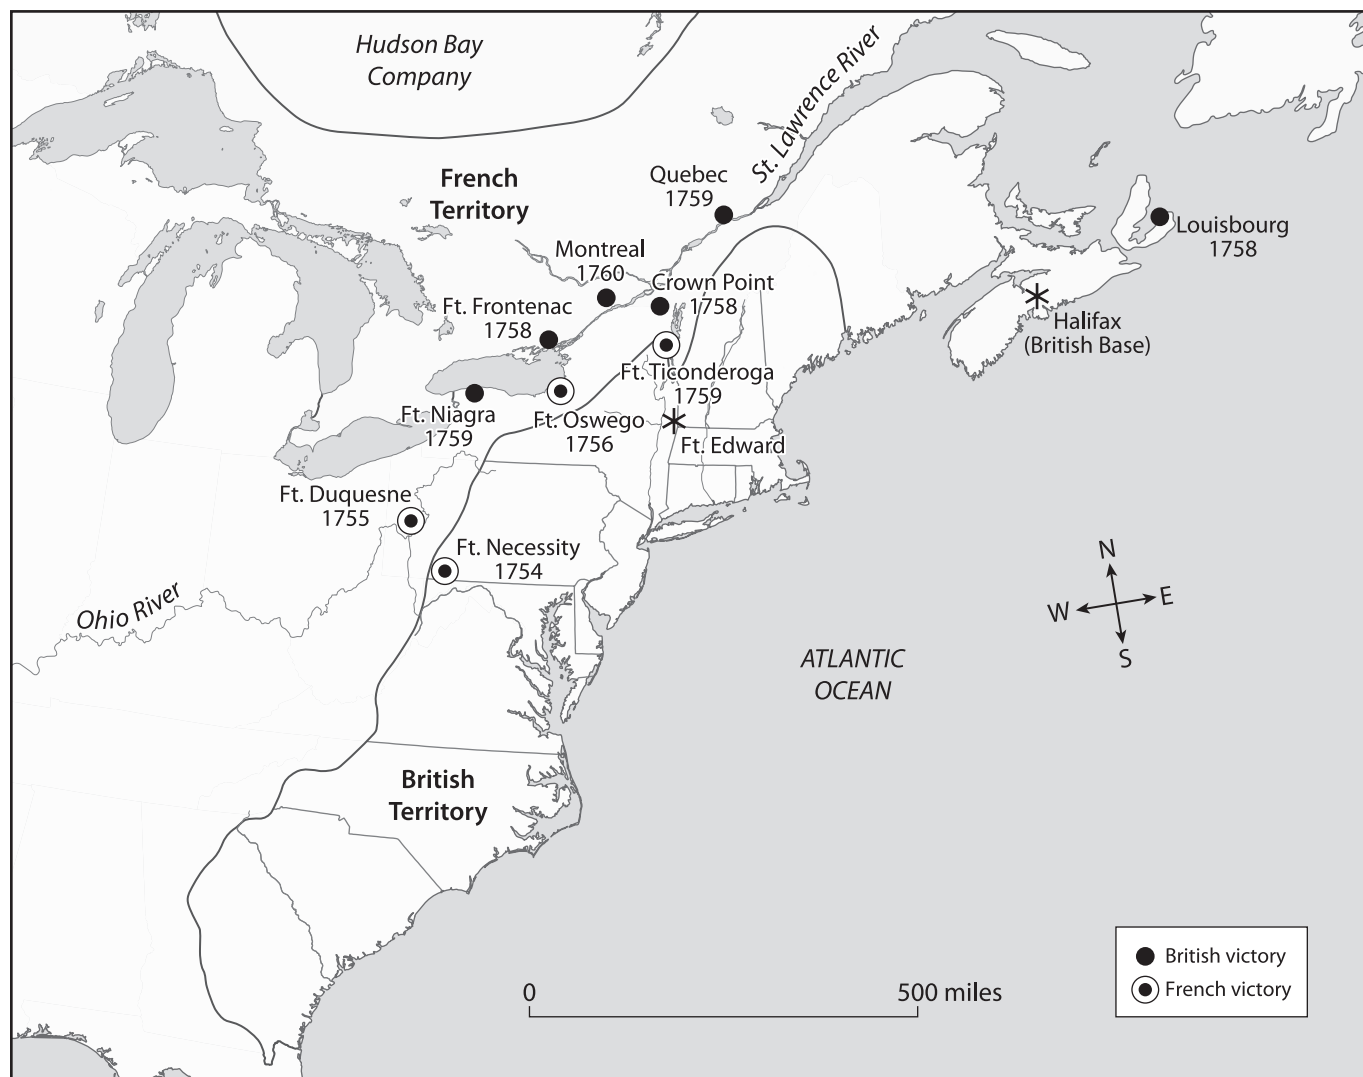 Hudson Bay
Company
St. Lawrence River
French
Territory
Quebec
1759
Louisbourg
1758
Montreal
1760
Crown Point
1758
Ft. Frontenac
1758
Halifax
(British Base)
Ft. Ticonderoga
1759
Ft. Niagra
1759
Ft. Oswego
1756
Ft. Edward
Ft. Duquesne
1755
Ft. Necessity
1754
Ohio River
N
W
E
S
ATLANTIC
OCEAN
British
Territory
0
500 miles
British victory
French victory